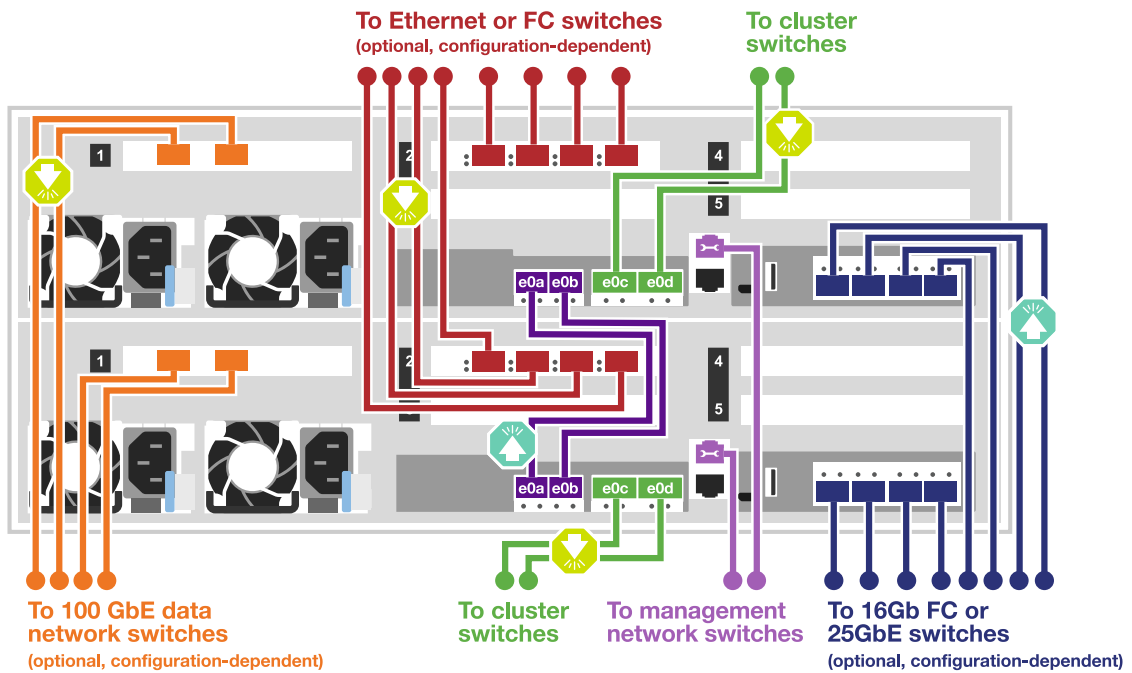 To Ethernet or FC switches
(optional, configuration-dependent)
To cluster
switches
1
2
4
5
e0a e0b e0c e0d
1
2
4
5
e0a e0b e0c e0d
To 100 GbE data
network switches
(optional, configuration-dependent)
To cluster
switches
To management
network switches
To 16Gb FC or
25GbE switches
(optional, configuration-dependent)